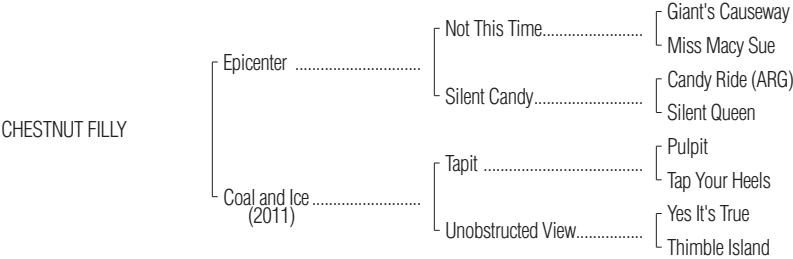 Giant's Causeway
Not This Time.......................
Miss Macy Sue
Epicenter .............................
Candy Ride (ARG)
Silent Candy.........................
Silent Queen
CHESTNUT FILLY
Pulpit
Tapit .....................................
Tap Your Heels
Coal and Ice.........................
(2011)
Yes It's True
Unobstructed View................
Thimble Island